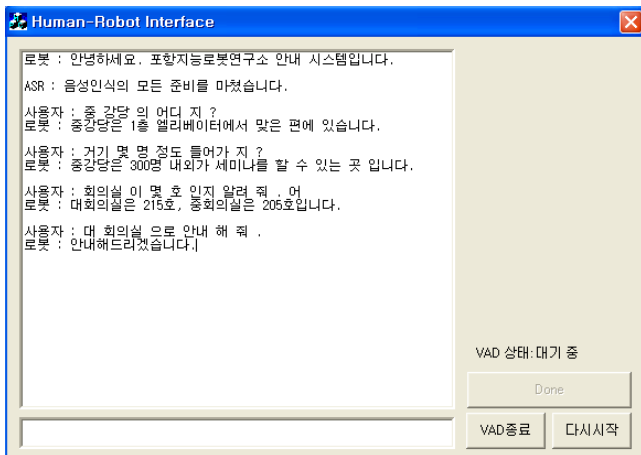 Human-Robot Interface
로봇 : 안녕하세요. 포항지능로봇연구소 안내 시스템입니다.
ASR : 음성인식의 모든 준비를 마쳤습니다.
사용자 : 중 강당 의 어디 지 ?
로봇 : 중강당은 1층 엘리베이터에서 맞은 편에 있습니다.
사용자 : 거기 몇 명 정도 들어가 지 ?
로봇 : 중강당은 300명 내외가 세미나를 할 수 있는 곳 입니다.
사용자 : 회의실 이 몇 호 인지 알려 줘 . 어
로봇 : 대회의실은 215호, 중회의실은 205호입니다.
사용자 : 대 회의실 으로 안내 해 줘 .
로봇 : 안내해드리겠습니다.
VAD 상태:대기 중
Done
VAD종료 다시시작